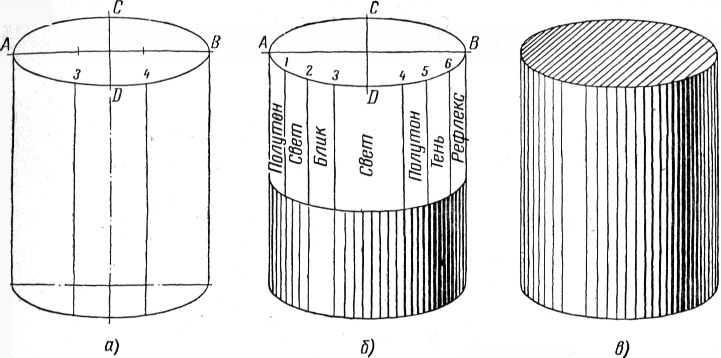 C
A
B
3
4
D
а)
C
A
B
1
2
3
4
5
6
D
Полутон
Свет
Блик
Свет
Полутон
Тень
Рефлекс
б)
в)